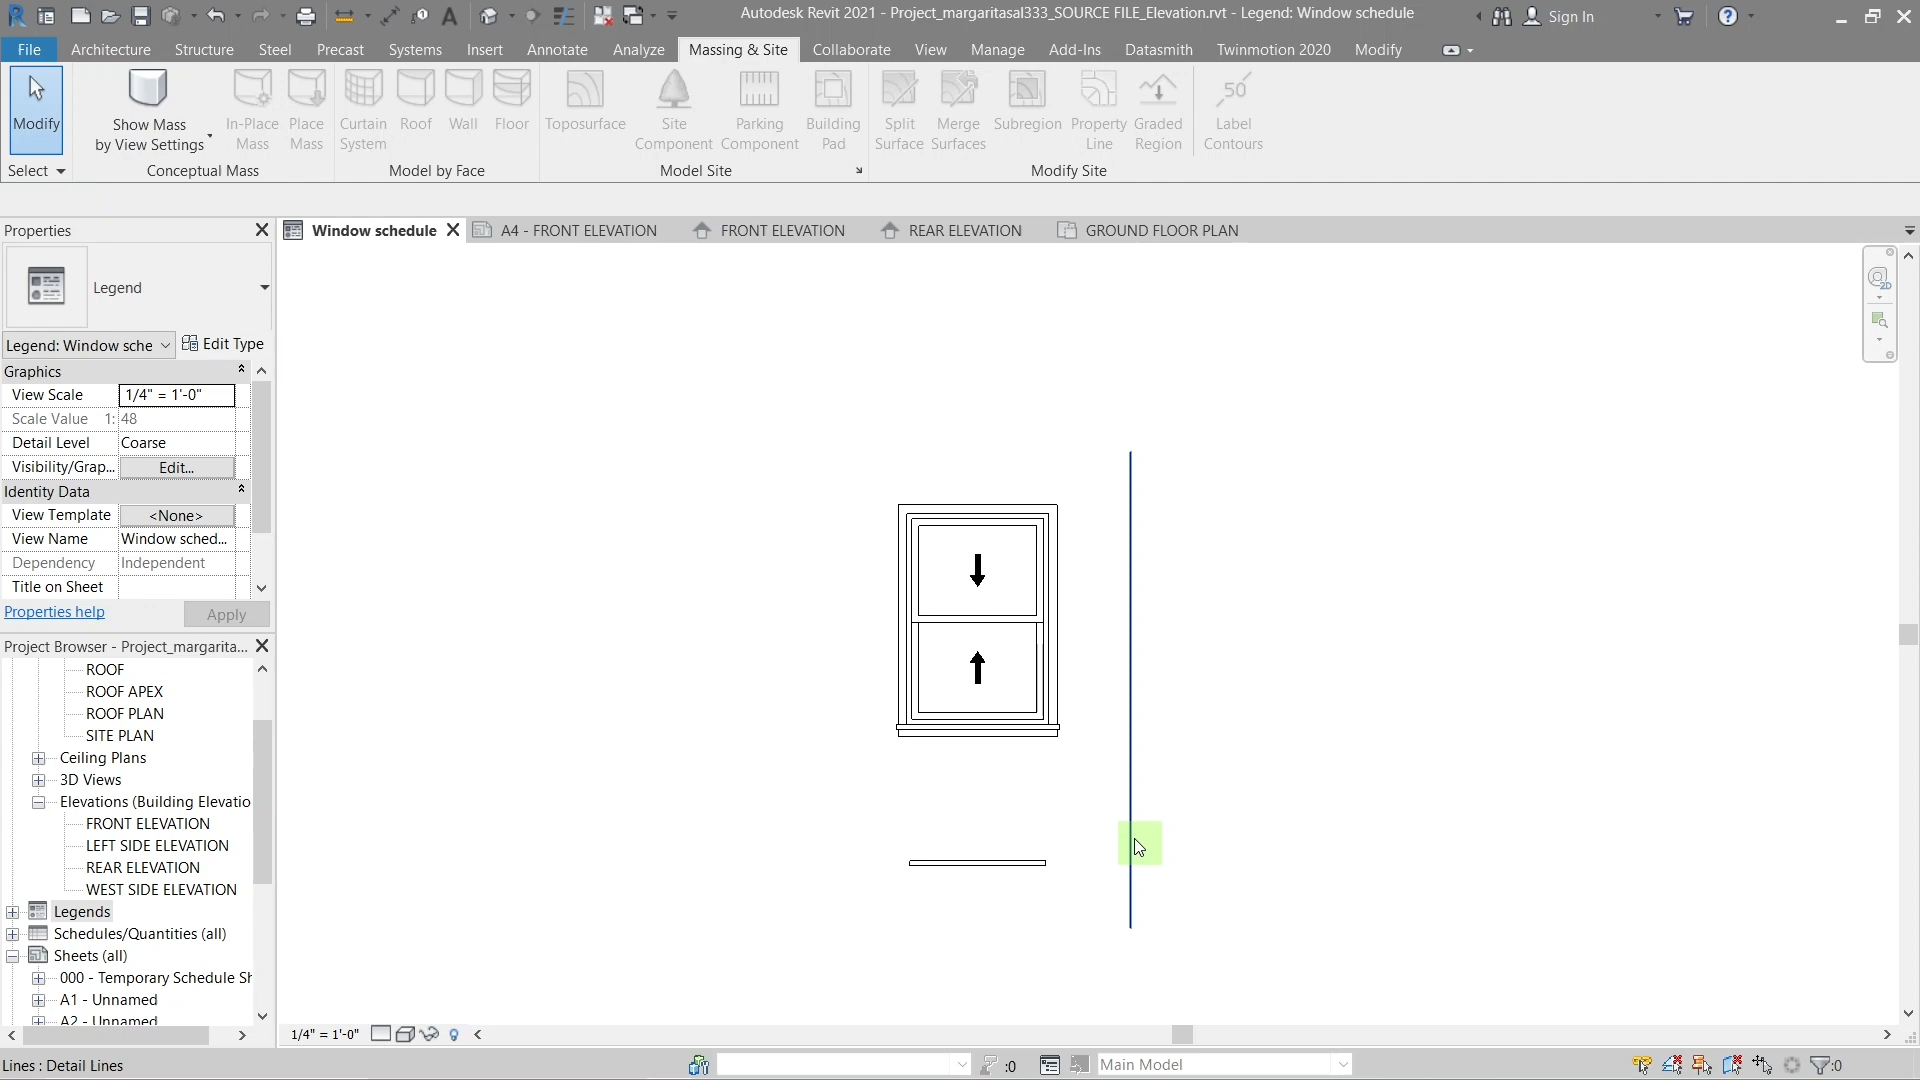 Autodesk Revit 2021 - Project_margaritasal333_SOURCE FILE_Elevation.rvt - Legend: Window schedule
Sign In
File Architecture Structure Steel Precast Systems Insert Annotate Analyze Massing & Site Collaborate View Manage Add-Ins Datasmith Twinmotion 2020 Modify
Modify
Show Mass
by View Settings
In-Place
Mass
Place
Mass
Curtain
System
Roof
Wall
Floor
Toposurface
Site
Component
Parking
Component
Building
Pad
Split
Surface
Merge
Surfaces
Subregion
Property
Line
Graded
Region
50
Label
Contours
Select
Conceptual Mass
Model by Face
Model Site
Modify Site
Properties
Window schedule
A4 - FRONT ELEVATION
FRONT ELEVATION
REAR ELEVATION
GROUND FLOOR PLAN
2D
Legend
Legend: Window sche
Edit Type
Graphics
View Scale 1/4" = 1'-0"
Scale Value 1: 48
Detail Level Coarse
Visibility/Grap... Edit...
Identity Data
View Template <None>
View Name Window sched...
Dependency Independent
Title on Sheet
Properties help
Apply
Project Browser - Project_margarita...
ROOF
ROOF APEX
ROOF PLAN
SITE PLAN
Ceiling Plans
3D Views
Elevations (Building Elevatio
FRONT ELEVATION
LEFT SIDE ELEVATION
REAR ELEVATION
WEST SIDE ELEVATION
Legends
Schedules/Quantities (all)
Sheets (all)
000 - Temporary Schedule Sh
A1 - Unnamed
A2 - Unnamed
1/4" = 1'-0"
Lines : Detail Lines
:0
Main Model
:0